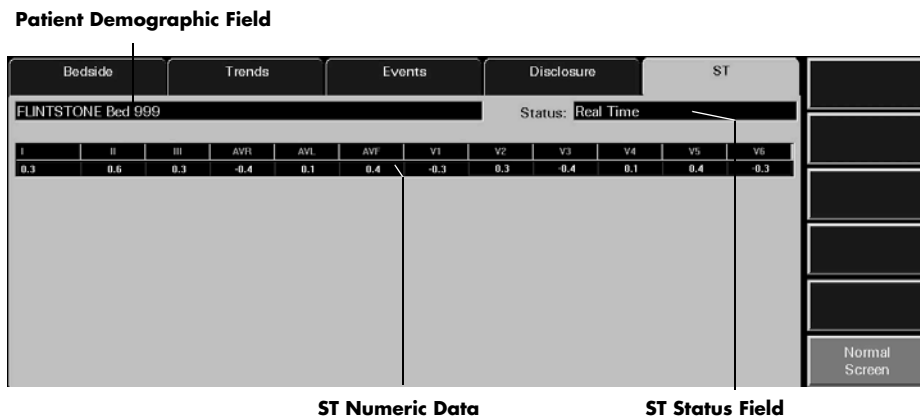 Patient Demographic Field
Bedside Trends Events Disclosure ST
FLINTSTONE Bed 999 Status: Real Time
I II III AVR AVL AVF V1 V2 V3 V4 V5 V6
0.3 0.6 0.3 -0.4 0.1 0.4 -0.3 0.3 -0.4 0.1 0.4 -0.3
Normal
Screen
ST Numeric Data ST Status Field